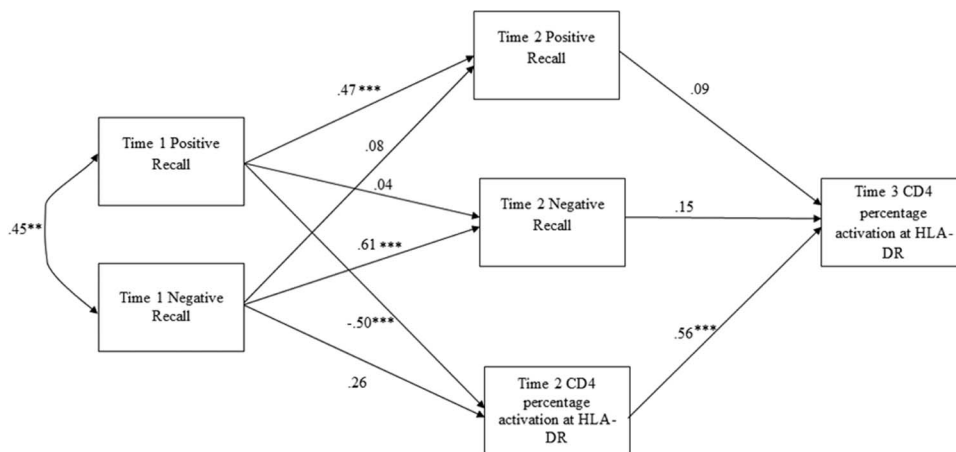 Time 2 Positive
Recall
.47 ***
.09
Time 1 Positive
Recall
.08
.04
Time 2 Negative
Recall
.15
Time 3 CD4
percentage
activation at HLA-
DR
.45**
.61 ***
Time 1 Negative
Recall
-.50***
.56 ***
.26
Time 2 CD4
percentage
activation at HLA-
DR